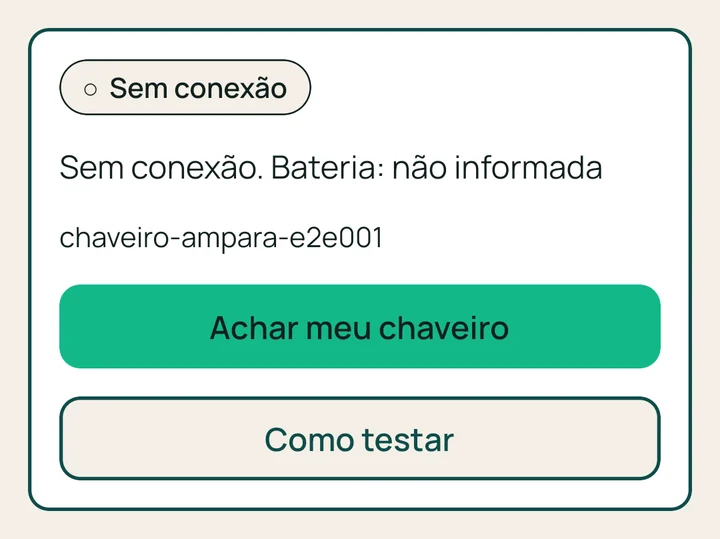 ○ Sem conexão
Sem conexão. Bateria: não informada
chaveiro-ampara-e2e001
Achar meu chaveiro
Como testar